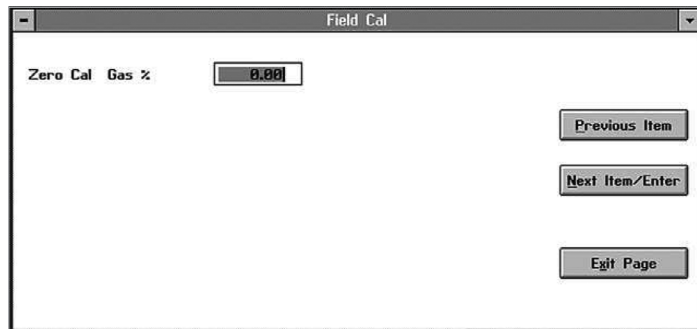 Field Cal
Zero Cal Gas % 0.00
Previous Item
Next Item/Enter
Exit Page